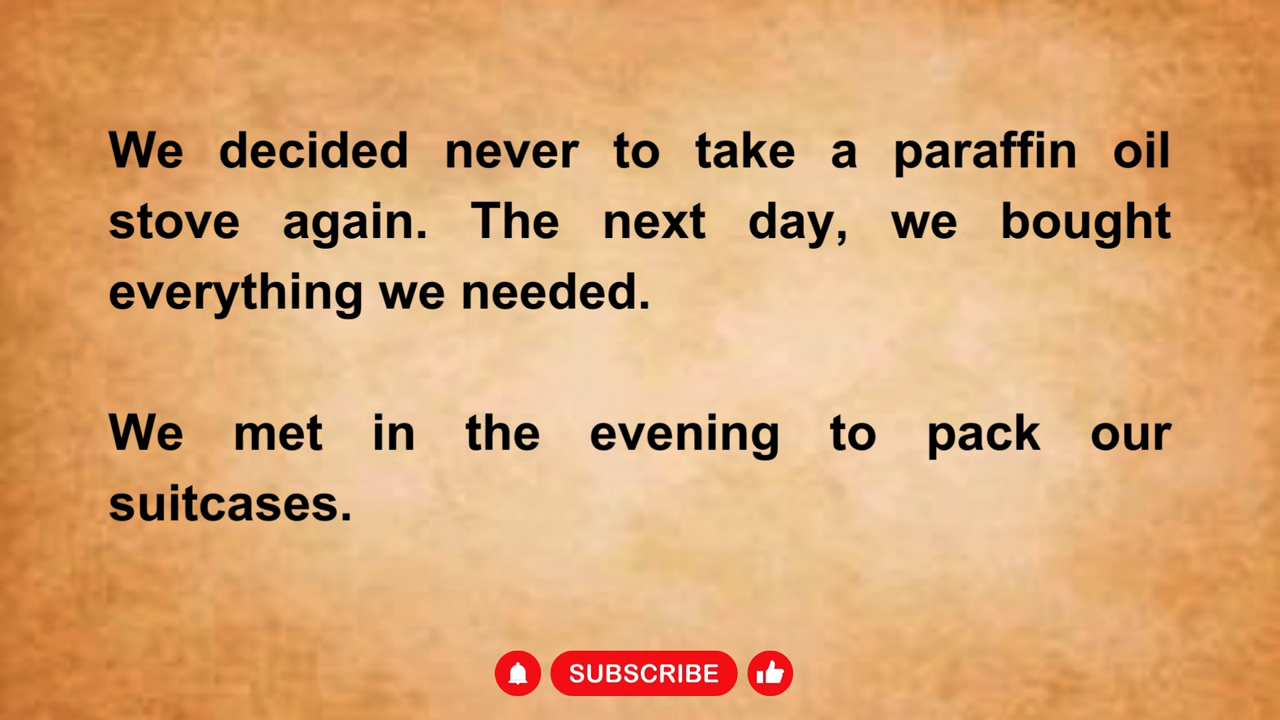 We decided never to take a paraffin oil
stove again. The next day, we bought
everything we needed.
We met in the evening to pack our
suitcases.
SUBSCRIBE